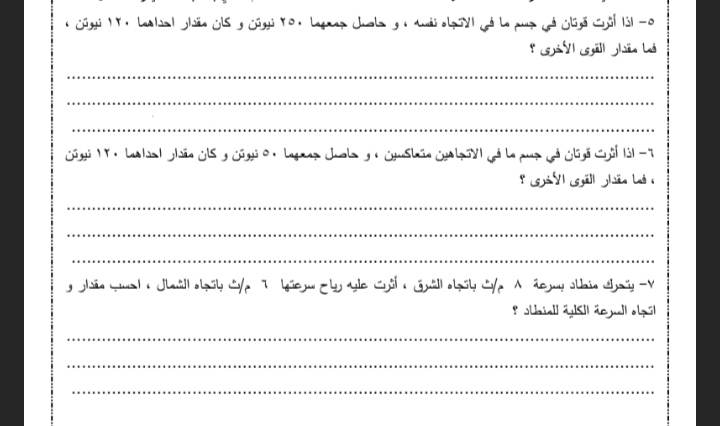 ٥- اذا أثرت قوتان في جسم ما في الاتجاه نفسه ، و حاصل جمعهما ٢٥٠ نيوتن و كان مقدار احداهما ١٢٠ نيوتن ،
فما مقدار القوى الأخرى ؟
................................................................................
................................................................................
................................................................................
٦- اذا أثرت قوتان في جسم ما في الاتجاهين متعاكسين ، و حاصل جمعهما ٥٠ نيوتن و كان مقدار احداهما ١٢٠ نيوتن
، فما مقدار القوى الأخرى ؟
................................................................................
................................................................................
................................................................................
٧- يتحرك منطاد بسرعة ٨ م/ث باتجاه الشرق ، أثرت عليه رياح سرعتها ٦ م/ث باتجاه الشمال ، احسب مقدار و
اتجاه السرعة الكلية للمنطاد ؟
................................................................................
................................................................................
................................................................................